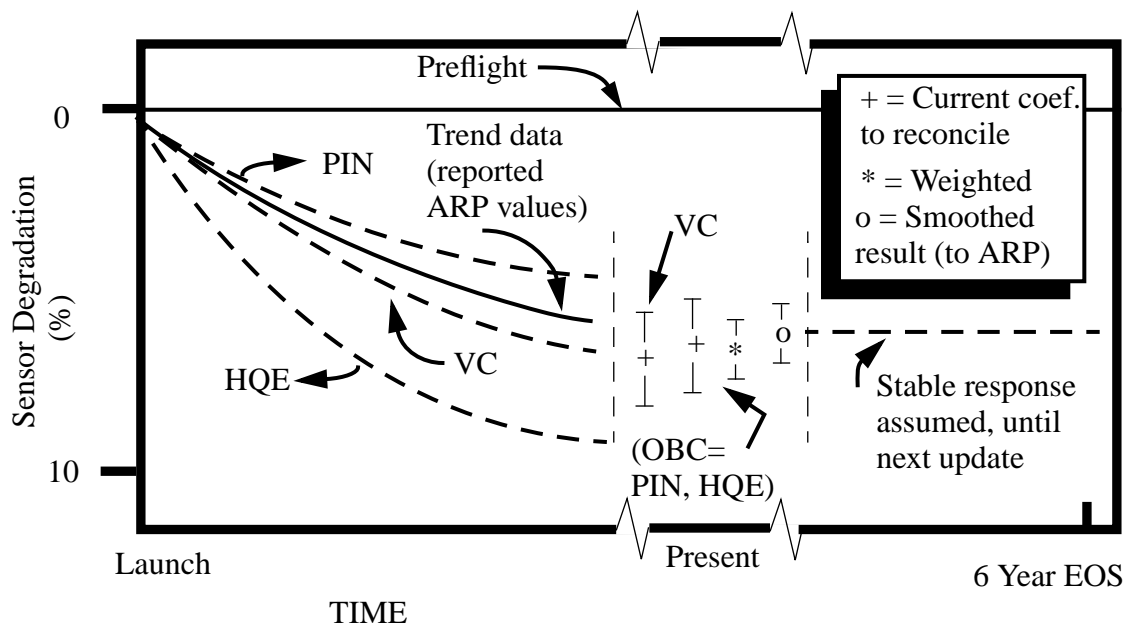 Preflight
0
+ = Current coef.
to reconcile
* = Weighted
o = Smoothed
result (to ARP)
Trend data
(reported
ARP values)
PIN
VC
Sensor Degradation
(%)
HQE
VC
+
+
*
o
Stable response
assumed, until
next update
(OBC=
PIN, HQE)
10
Launch
Present
6 Year EOS
TIME